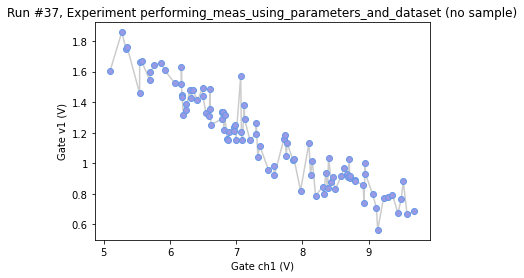 Run #37, Experiment performing_meas_using_parameters_and_dataset (no sample)
Gate v1 (V)
1.8
1.6
1.4
1.2
1
0.8
0.6
5 6 7 8 9
Gate ch1 (V)